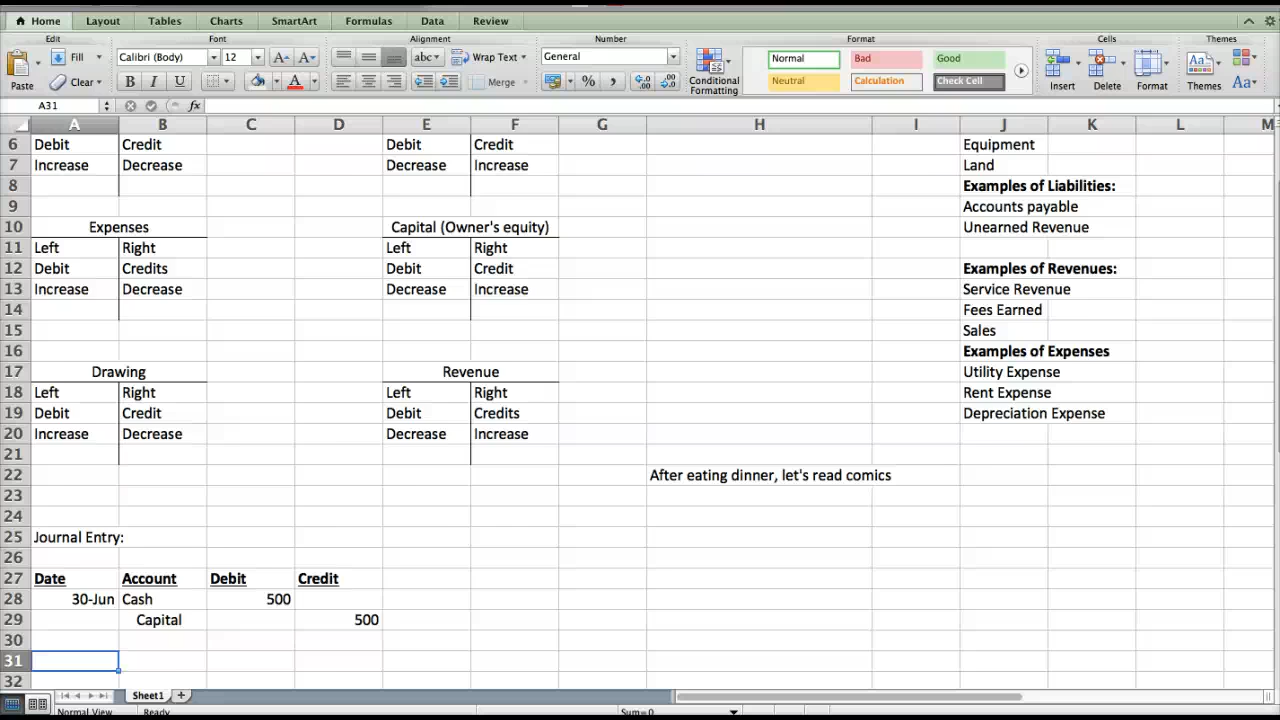 Home Layout Tables Charts SmartArt Formulas Data Review
Edit Font Alignment Number Format Cells Themes
Fill Calibri (Body) 12 A A abc Wrap Text General Normal Bad Good
Paste Clear B I U A Merge % , .0 .00 .00 .0 Conditional Formatting Neutral Calculation Check Cell Insert Delete Format Themes Aa
A31 fx
A B C D E F G H I J K L M
6 Debit Credit Debit Credit Equipment
7 Increase Decrease Decrease Increase Land
8 Examples of Liabilities:
9 Accounts payable
10 Expenses Capital (Owner's equity) Unearned Revenue
11 Left Right Left Right
12 Debit Credits Debit Credit Examples of Revenues:
13 Increase Decrease Decrease Increase Service Revenue
14 Fees Earned
15 Sales
16 Examples of Expenses
17 Drawing Revenue Utility Expense
18 Left Right Left Right Rent Expense
19 Debit Credit Debit Credits Depreciation Expense
20 Increase Decrease Decrease Increase
21
22 After eating dinner, let's read comics
23
24
25 Journal Entry:
26
27 Date Account Debit Credit
28 30-Jun Cash 500
29 Capital 500
30
31
32
Sheet1
Normal View Ready Sum=0